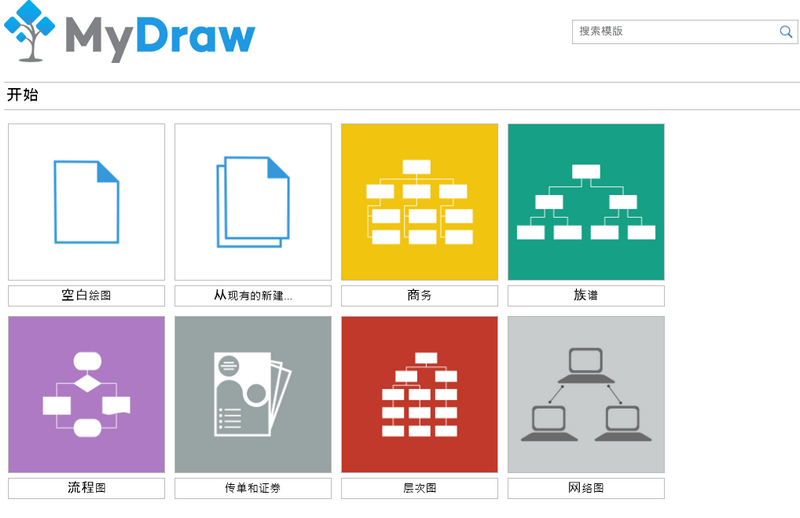 MyDraw
搜索模版
开始
空白绘图
从现有的新建...
商务
族谱
流程图
传单和证券
层次图
网络图